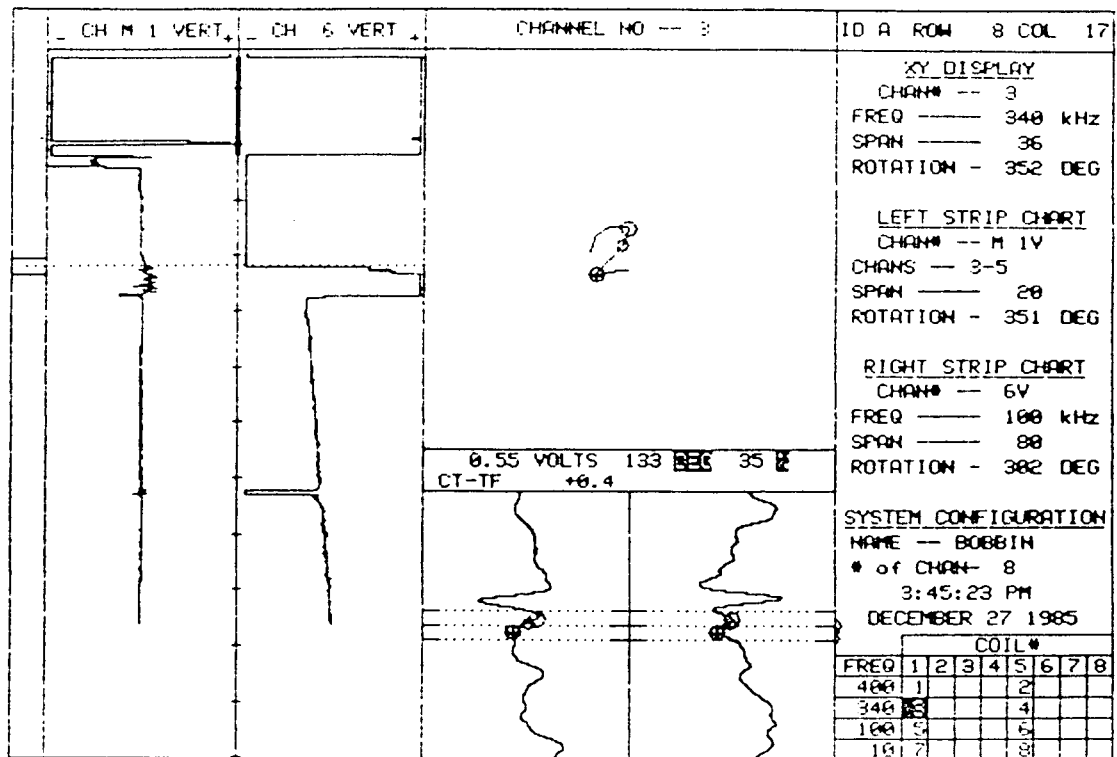 _ CH M 1 VERT + _ CH 6 VERT + CHANNEL NO -- 3 ID A ROW 8 COL 17
XY DISPLAY
CHAN# -- 3
FREQ ----- 340 kHz
SPAN ----- 36
ROTATION - 352 DEG
LEFT STRIP CHART
CHAN# -- M 1V
CHANS -- 3-5
SPAN ----- 20
ROTATION - 351 DEG
RIGHT STRIP CHART
CHAN# -- 6V
FREQ ----- 100 kHz
SPAN ----- 80
ROTATION - 302 DEG
0.55 VOLTS 133 DEG 35 %
CT-TF +0.4
SYSTEM CONFIGURATION
NAME -- BOBBIN
# of CHAN- 8
3:45:23 PM
DECEMBER 27 1985
COIL#
FREQ 1 2 3 4 5 6 7 8
400 1 2
340 3 4
100 5 6
10 7 8